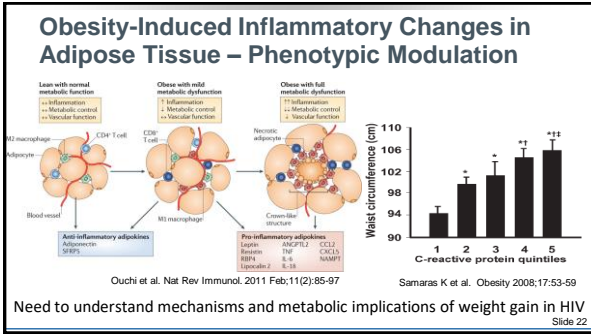 Obesity-Induced Inflammatory Changes in
Adipose Tissue – Phenotypic Modulation
Lean with normal
metabolic function
↔ Inflammation
↔ Metabolic control
↔ Vascular function
Obese with mild
metabolic dysfunction
↑ Inflammation
↓ Metabolic control
↔ Vascular function
Obese with full
metabolic dysfunction
↑↑ Inflammation
↓↓ Metabolic control
↓ Vascular function
M2 macrophage
CD4⁺ T cell
Adipocyte
Blood vessel
CD8⁺
T cell
M1 macrophage
Necrotic
adipocyte
Crown-like
structure
Anti-inflammatory adipokines
Adiponectin
SFRP5
Pro-inflammatory adipokines
Leptin ANGPTL2 CCL2
Resistin TNF CXCL5
RBP4 IL-6 NAMPT
Lipocalin 2 IL-18
Ouchi et al. Nat Rev Immunol. 2011 Feb;11(2):85-97
Waist circumference (cm)
110
106
102
98
94
90
* * *† *†‡
1 2 3 4 5
C-reactive protein quintiles
Samaras K et al. Obesity 2008;17:53-59
Need to understand mechanisms and metabolic implications of weight gain in HIV
Slide 22